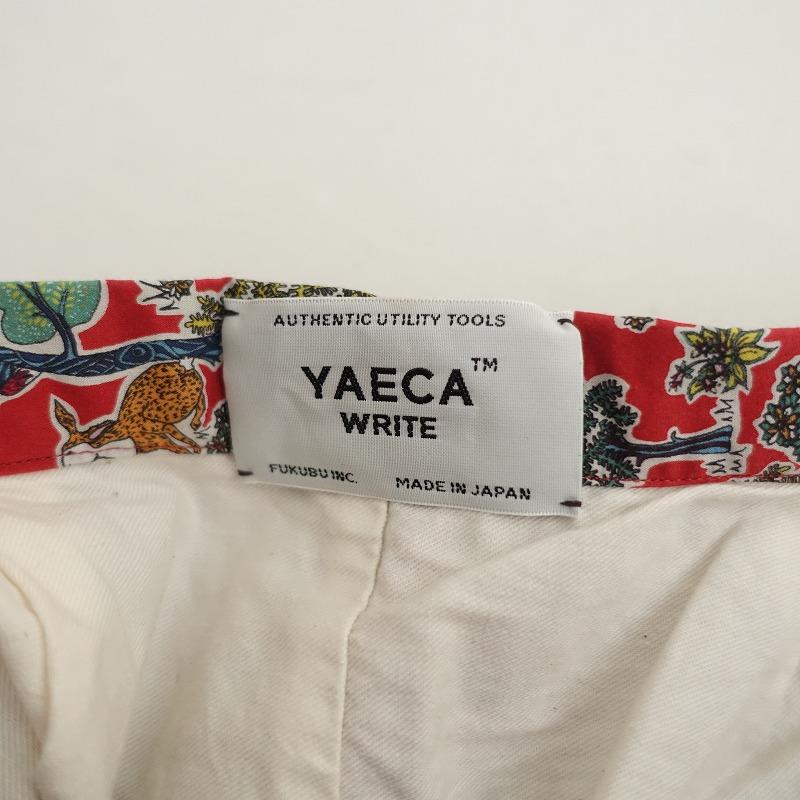 AUTHENTIC UTILITY TOOLS
YAECA™
WRITE
FUKUBU INC. MADE IN JAPAN